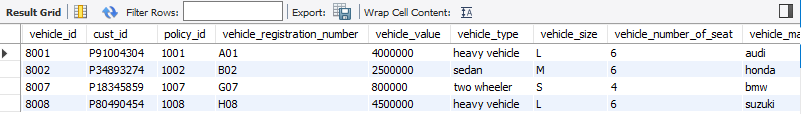 Result Grid Filter Rows: Export: Wrap Cell Content:
vehicle_id cust_id policy_id vehicle_registration_number vehicle_value vehicle_type vehicle_size vehicle_number_of_seat vehicle_ma
8001 P91004304 1001 A01 4000000 heavy vehicle L 6 audi
8002 P34893274 1002 B02 2500000 sedan M 6 honda
8007 P18345859 1007 G07 800000 two wheeler S 4 bmw
8008 P80490454 1008 H08 4500000 heavy vehicle L 6 suzuki